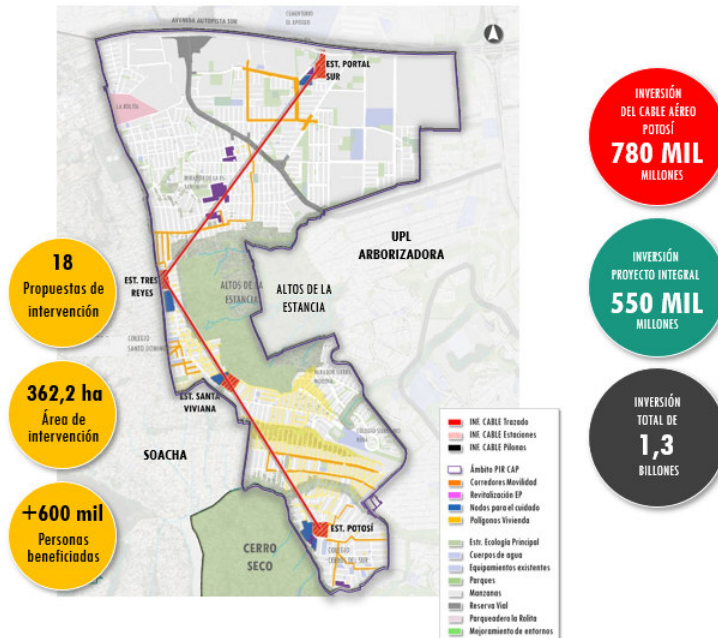 AVENIDA AUTOPISTA SUR
CEMENTERIO
EL APOGEO
EST. PORTAL
SUR
LA ROLITA
UPL
ARBORIZADORA
EST. TRES
REYES
ALTOS DE LA
ESTANCIA
ALTOS DE LA
ESTANCIA
COLEGIO
SANTO DOMINGO
EST. SANTA
VIVIANA
SOACHA
EST. POTOSÍ
CERRO
SECO
18
Propuestas de
intervención
362,2 ha
Área de
intervención
+600 mil
Personas
beneficiadas
INVERSIÓN
DEL CABLE AÉREO
POTOSÍ
780 MIL
MILLONES
INVERSIÓN
PROYECTO INTEGRAL
550 MIL
MILLONES
INVERSIÓN
TOTAL DE
1,3
BILLONES
INF. CABLE Trazado
INF. CABLE Estaciones
INF. CABLE Pilonas
Ámbito PIR CAP
Corredores Movilidad
Revitalización EP
Nodos para el cuidado
Polígonos Vivienda
Estr. Ecología Principal
Cuerpos de agua
Equipamientos existentes
Parques
Manzanas
Reserva Vial
Parqueadero la Rolita
Mejoramiento de entornos